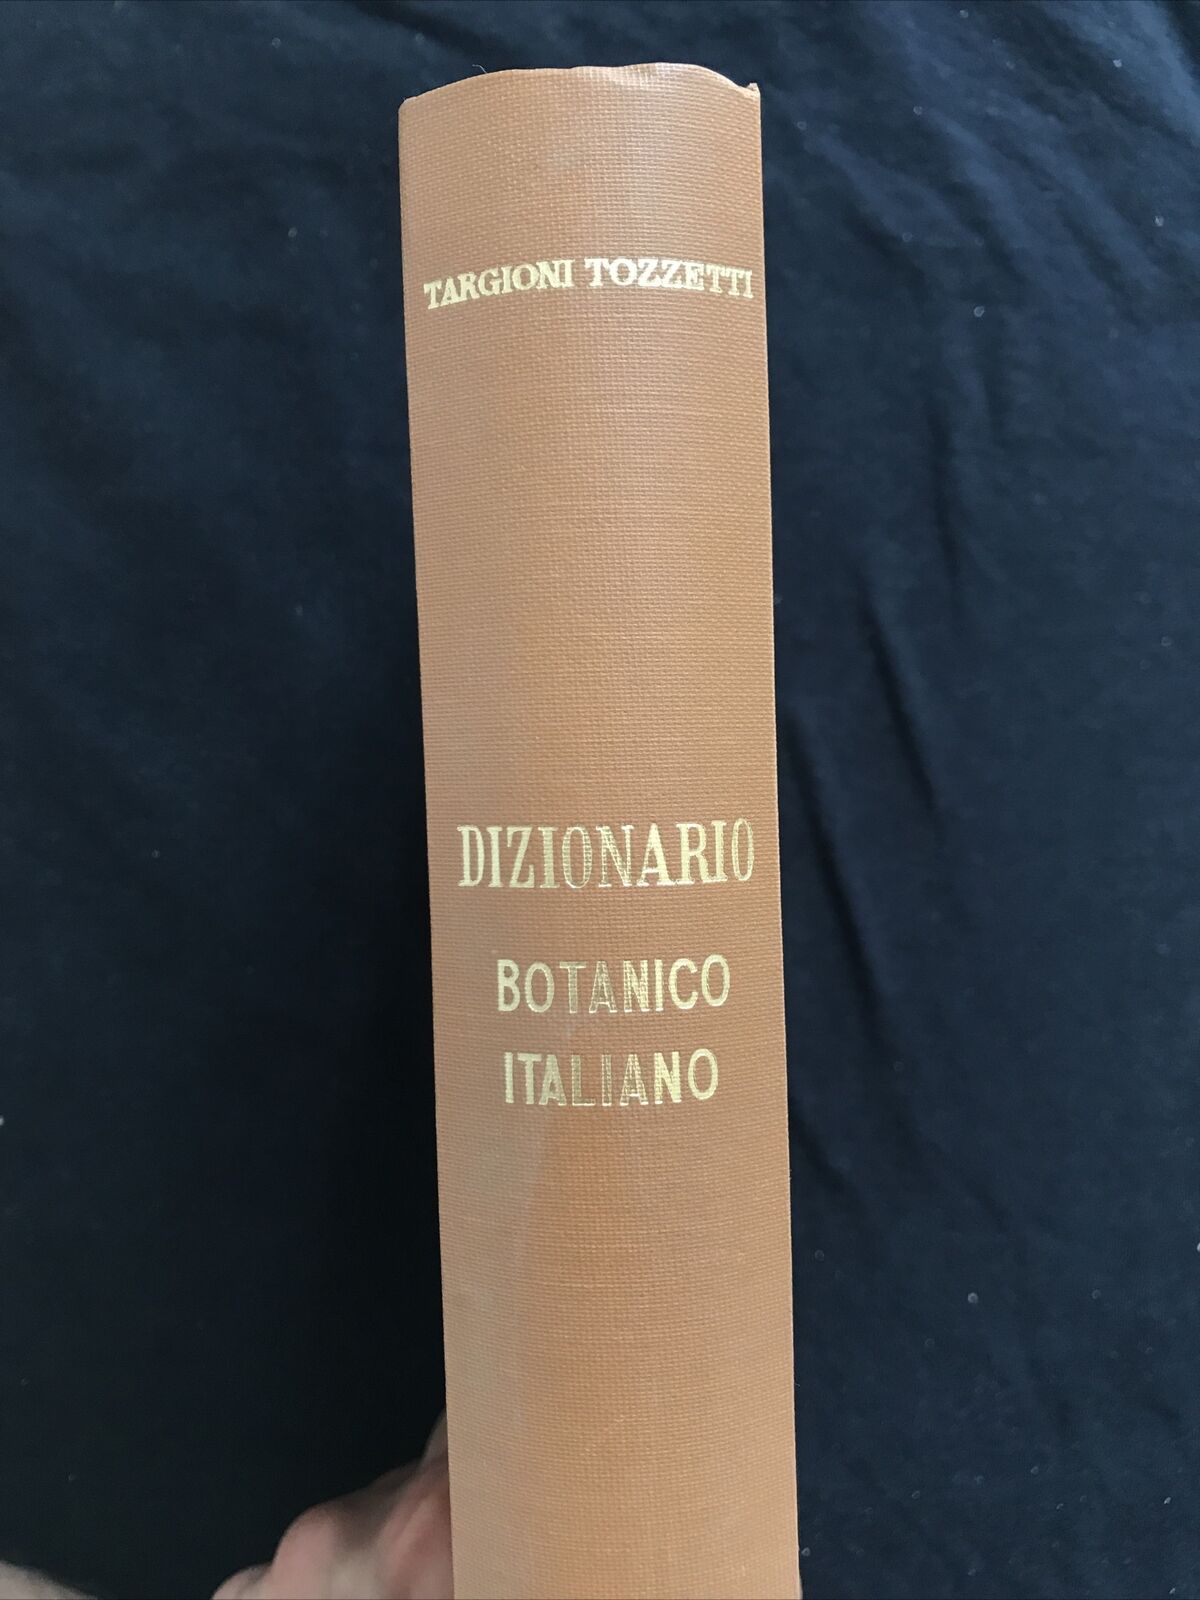 TARGIONI TOZZETTI
DIZIONARIO
BOTANICO
ITALIANO